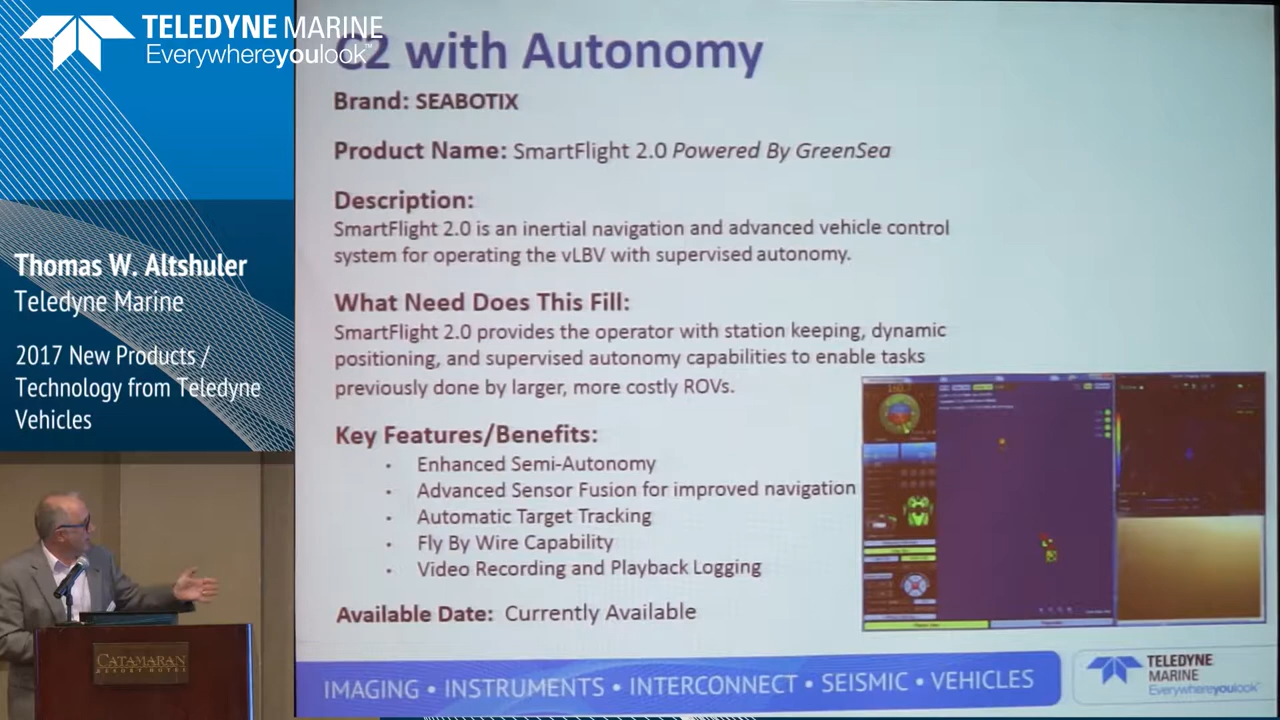 TELEDYNE MARINE
Everywhereyoulook™
Thomas W. Altshuler
Teledyne Marine
2017 New Products /
Technology from Teledyne
Vehicles
CATAMARAN
RESORT HOTEL
C2 with Autonomy
Brand: SEABOTIX
Product Name: SmartFlight 2.0 Powered By GreenSea
Description:
SmartFlight 2.0 is an inertial navigation and advanced vehicle control
system for operating the vLBV with supervised autonomy.
What Need Does This Fill:
SmartFlight 2.0 provides the operator with station keeping, dynamic
positioning, and supervised autonomy capabilities to enable tasks
previously done by larger, more costly ROVs.
Key Features/Benefits:
• Enhanced Semi-Autonomy
• Advanced Sensor Fusion for improved navigation
• Automatic Target Tracking
• Fly By Wire Capability
• Video Recording and Playback Logging
Available Date: Currently Available
IMAGING • INSTRUMENTS • INTERCONNECT • SEISMIC • VEHICLES
TELEDYNE
MARINE
Everywhereyoulook